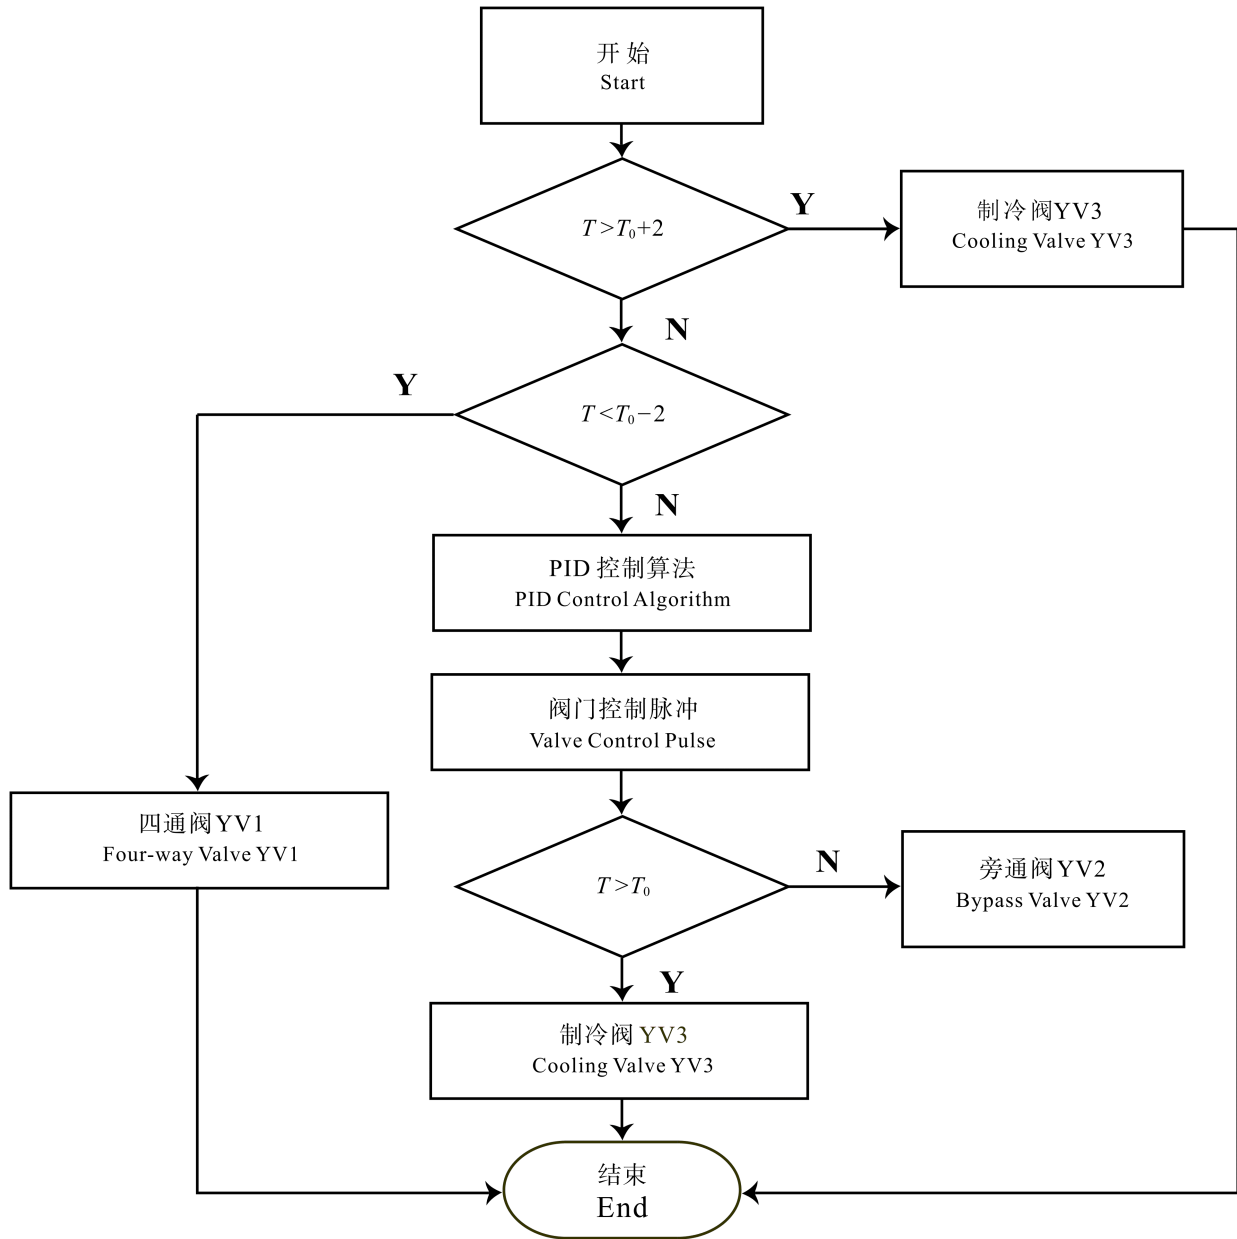 开始
Start
T>T₀+2
Y
制冷阀YV3
Cooling Valve YV3
N
T<T₀−2
Y
N
PID 控制算法
PID Control Algorithm
阀门控制脉冲
Valve Control Pulse
四通阀YV1
Four-way Valve YV1
T>T₀
N
旁通阀YV2
Bypass Valve YV2
Y
制冷阀 YV3
Cooling Valve YV3
结束
End